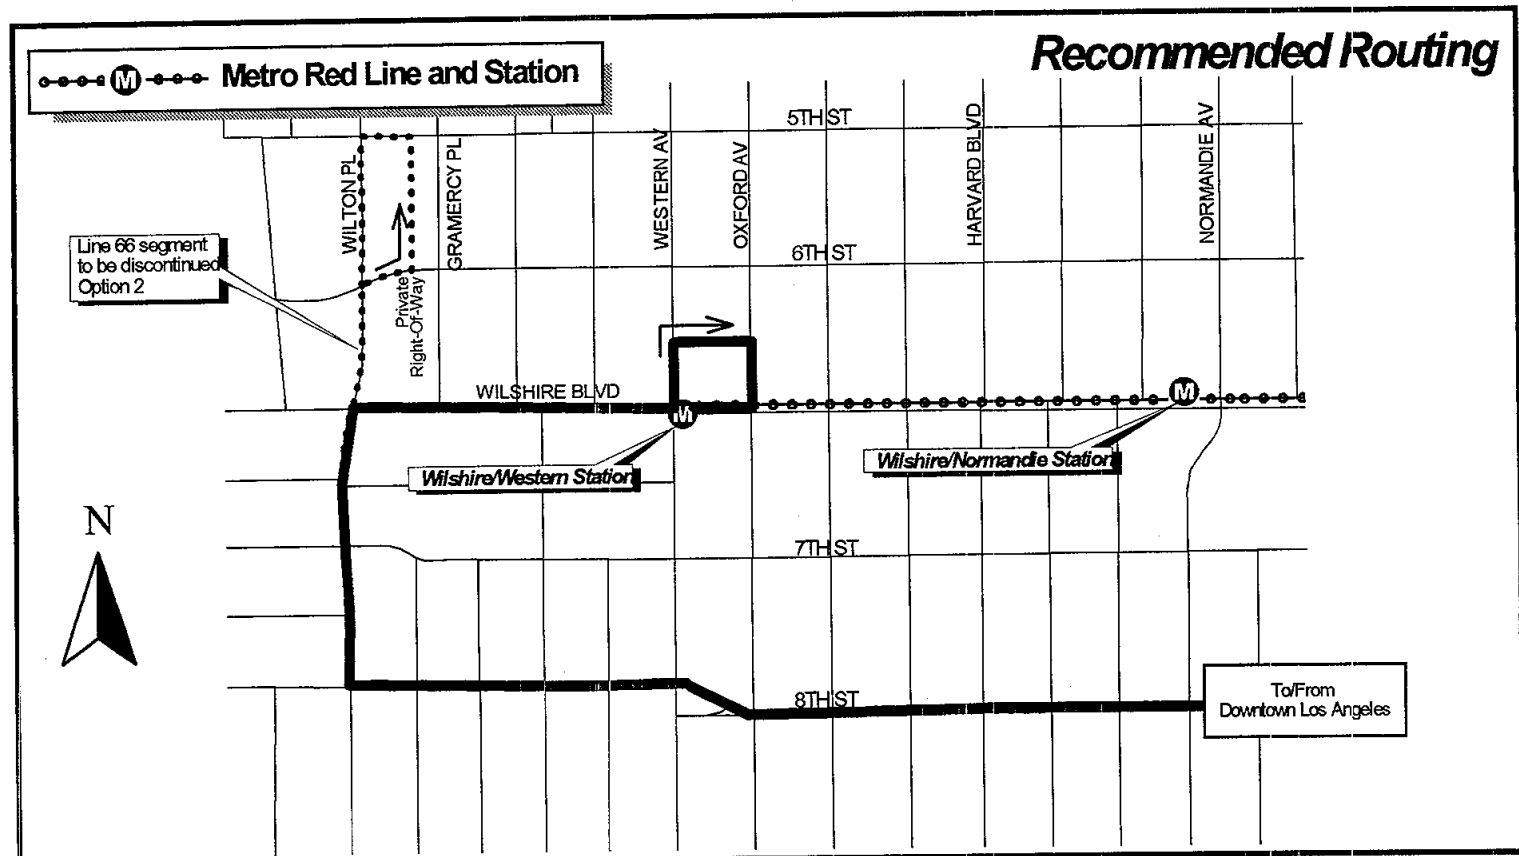 Recommended Routing
M Metro Red Line and Station
5TH ST
WILTON PL
GRAMERCY PL
WESTERN AV
OXFORD AV
HARVARD BLVD
NORMANDIE AV
Line 66 segment
to be discontinued
Option 2
6TH ST
Private
Right-Of-Way
WILSHIRE BLVD
M
M
Wilshire/Western Station
Wilshire/Normandie Station
N
7TH ST
8TH ST
To/From
Downtown Los Angeles